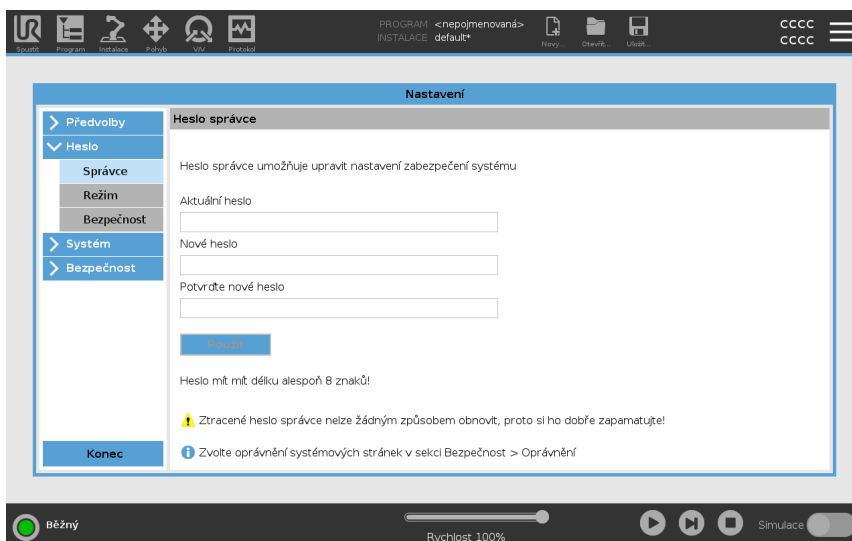 UR
PROGRAM <nepojmenovaná>
INSTALACE default*
CCCC
CCCC
Spustit Program Instalace Pohyb V/V Protokol Nový... Otevřít... Uložit...
Nastavení
Předvolby
Heslo
Správce
Režim
Bezpečnost
Systém
Bezpečnost
Konec
Heslo správce
Heslo správce umožňuje upravit nastavení zabezpečení systému
Aktuální heslo
Nové heslo
Potvrďte nové heslo
Použít
Heslo mít mít délku alespoň 8 znaků!
Ztracené heslo správce nelze žádným způsobem obnovit, proto si ho dobře zapamatujte!
Zvolte oprávnění systémových stránek v sekci Bezpečnost > Oprávnění
Běžný
Rychlost 100%
Simulace